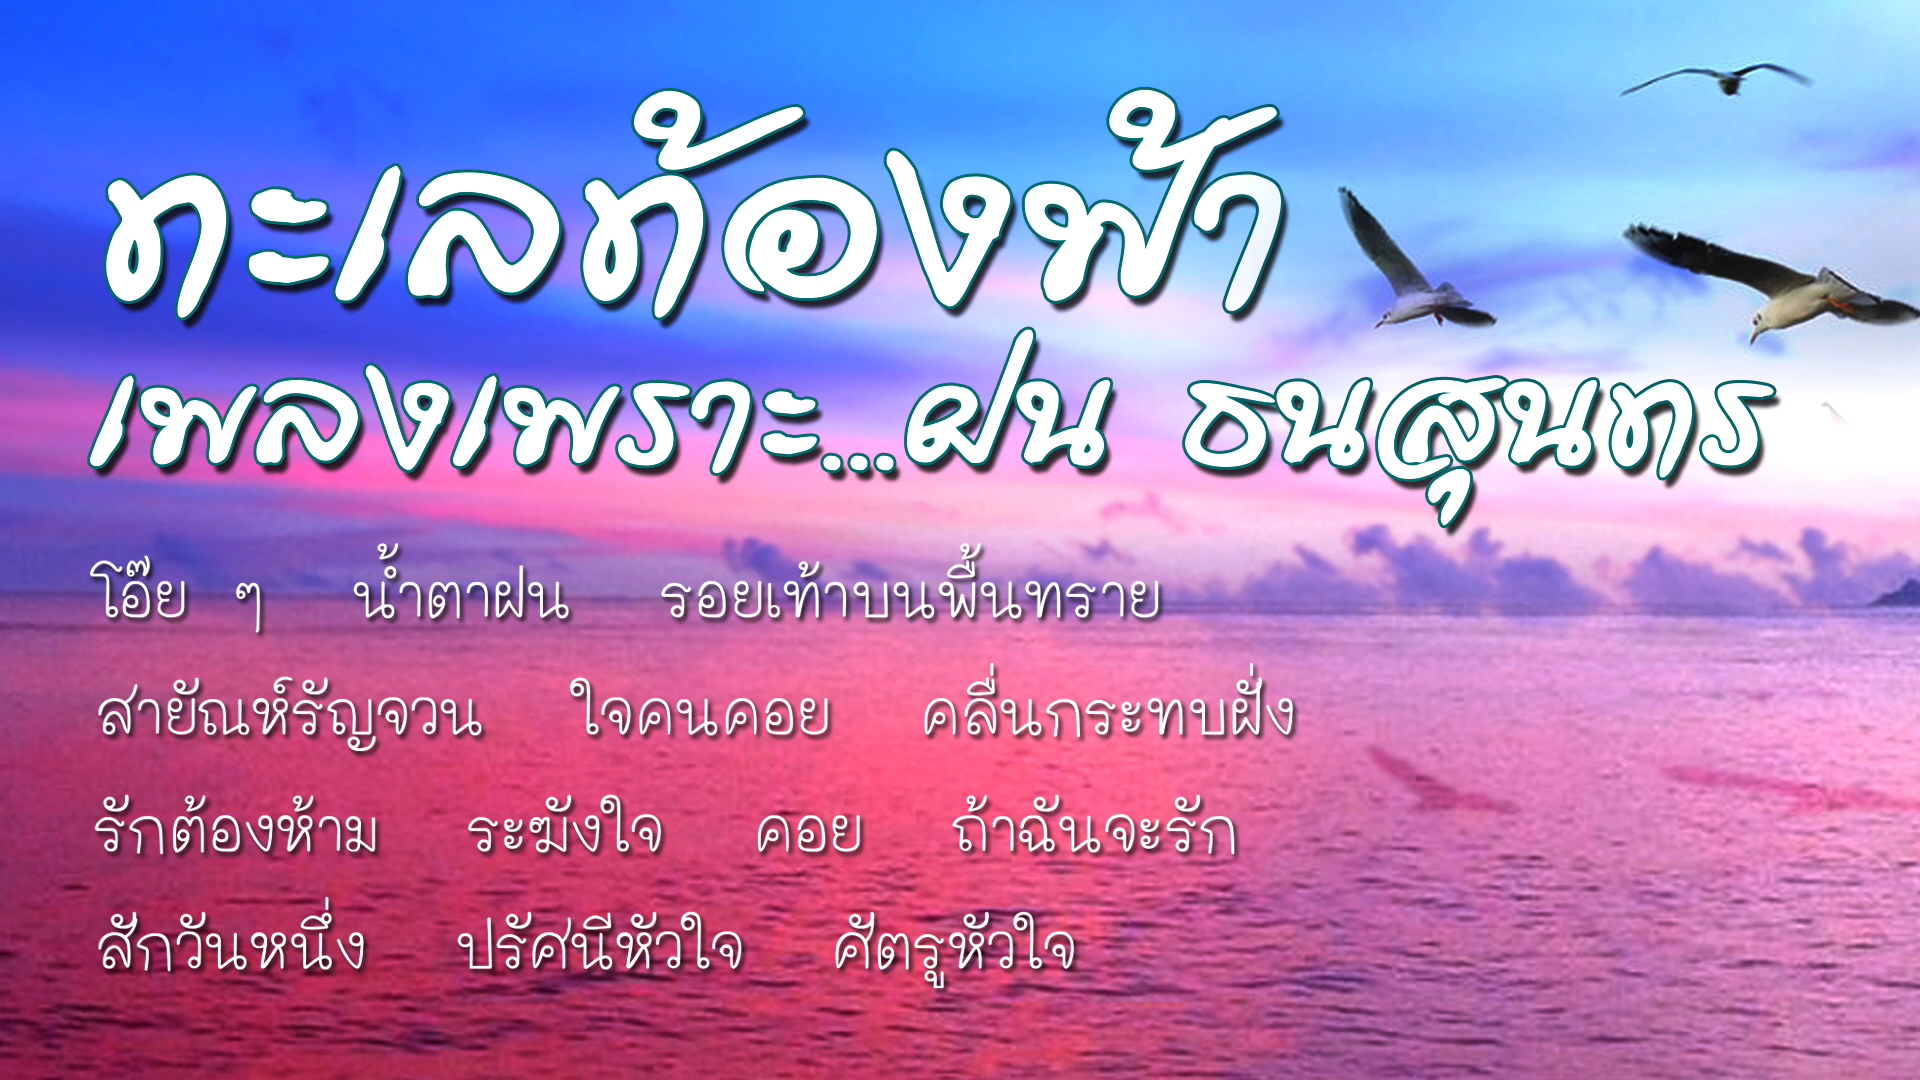 ทะเลท้องฟ้า
เพลงเพราะ...ฝน ธนสุนทร
โอ๊ย ๆ น้ำตาฝน รอยเท้าบนพื้นทราย
สายัณห์รัญจวน ใจคนคอย คลื่นกระทบฝั่ง
รักต้องห้าม ระฆังใจ คอย ถ้าฉันจะรัก
สักวันหนึ่ง ปรัศนีหัวใจ ศัตรูหัวใจ